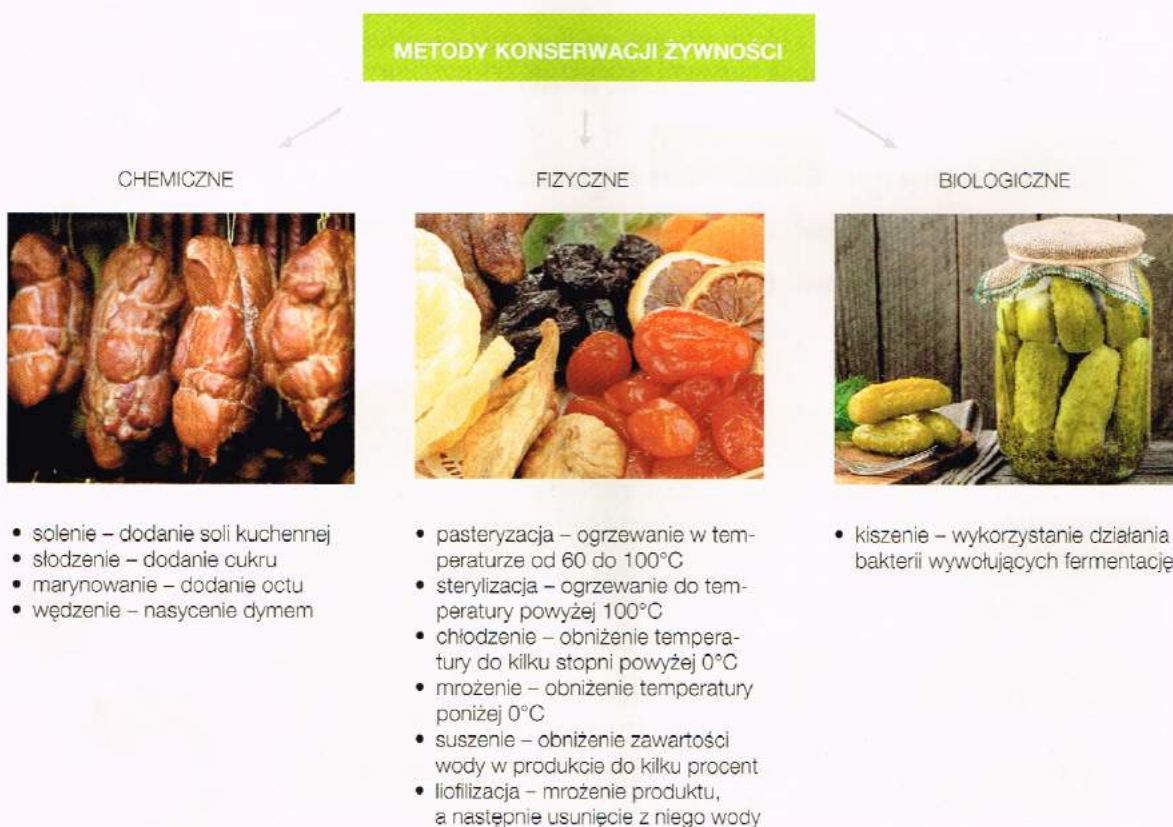 METODY KONSERWACJI ŻYWNOŚCI
CHEMICZNE
• solenie – dodanie soli kuchennej
• słodzenie – dodanie cukru
• marynowanie – dodanie octu
• wędzenie – nasycenie dymem
FIZYCZNE
• pasteryzacja – ogrzewanie w tem-
peraturze od 60 do 100°C
• sterylizacja – ogrzewanie do tem-
peratury powyżej 100°C
• chłodzenie – obniżenie tempera-
tury do kilku stopni powyżej 0°C
• mrożenie – obniżenie temperatury
poniżej 0°C
• suszenie – obniżenie zawartości
wody w produkcie do kilku procent
• liofilizacja – mrożenie produktu,
a następnie usunięcie z niego wody
BIOLOGICZNE
• kiszenie – wykorzystanie działania
bakterii wywołujących fermentację